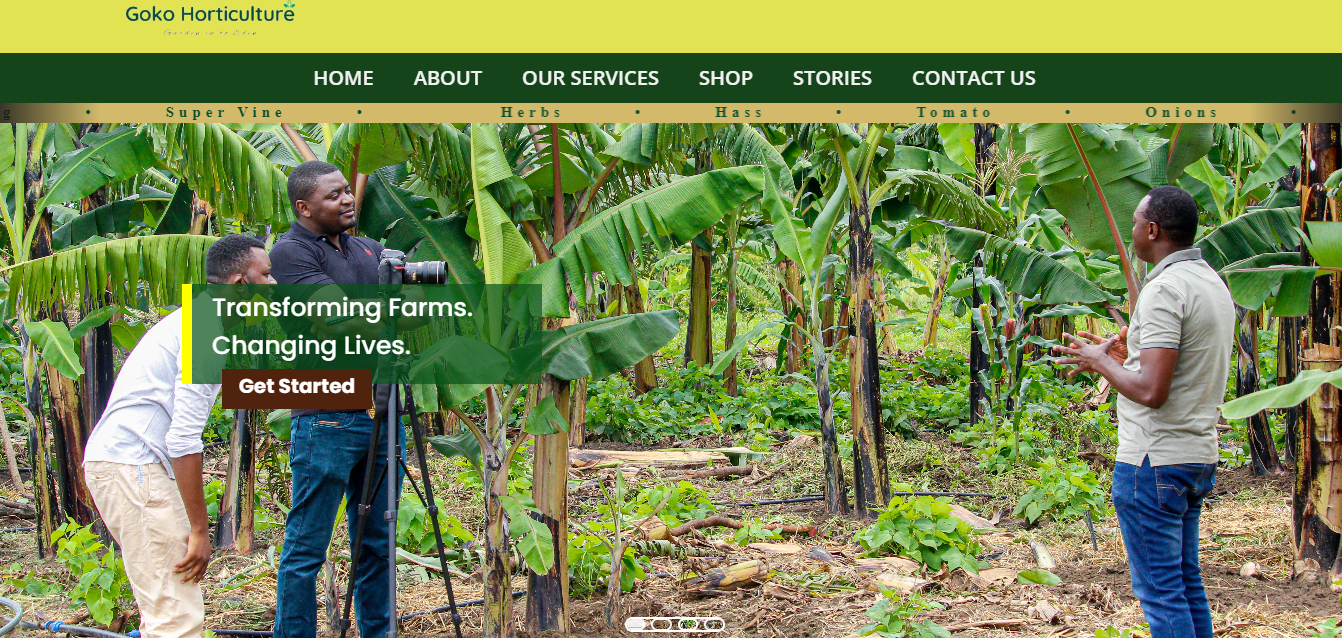 Goko Horticulture
HOME ABOUT OUR SERVICES SHOP STORIES CONTACT US
g • Super Vine • Herbs • Hass • Tomato • Onions •
Transforming Farms.
Changing Lives.
Get Started